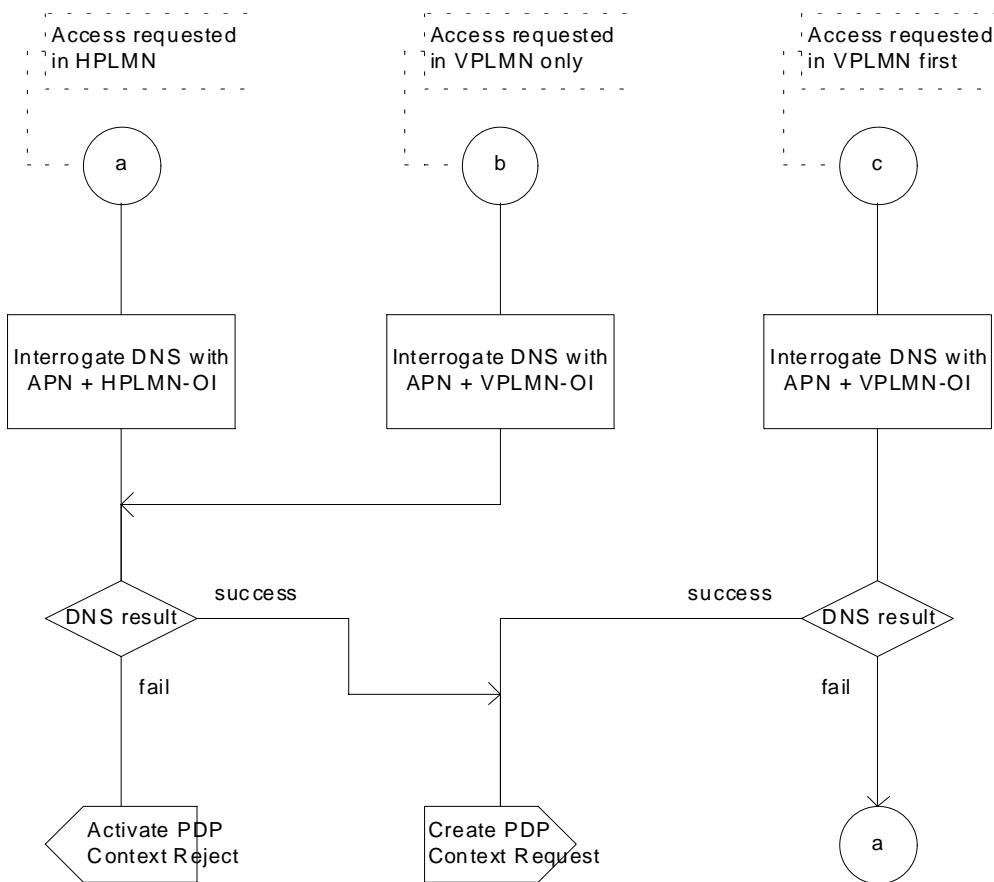 Access requested
in HPLMN
Access requested
in VPLMN only
Access requested
in VPLMN first
a
b
c
Interrogate DNS with
APN + HPLMN-OI
Interrogate DNS with
APN + VPLMN-OI
Interrogate DNS with
APN + VPLMN-OI
DNS result
success
success
DNS result
fail
fail
Activate PDP
Context Reject
Create PDP
Context Request
a